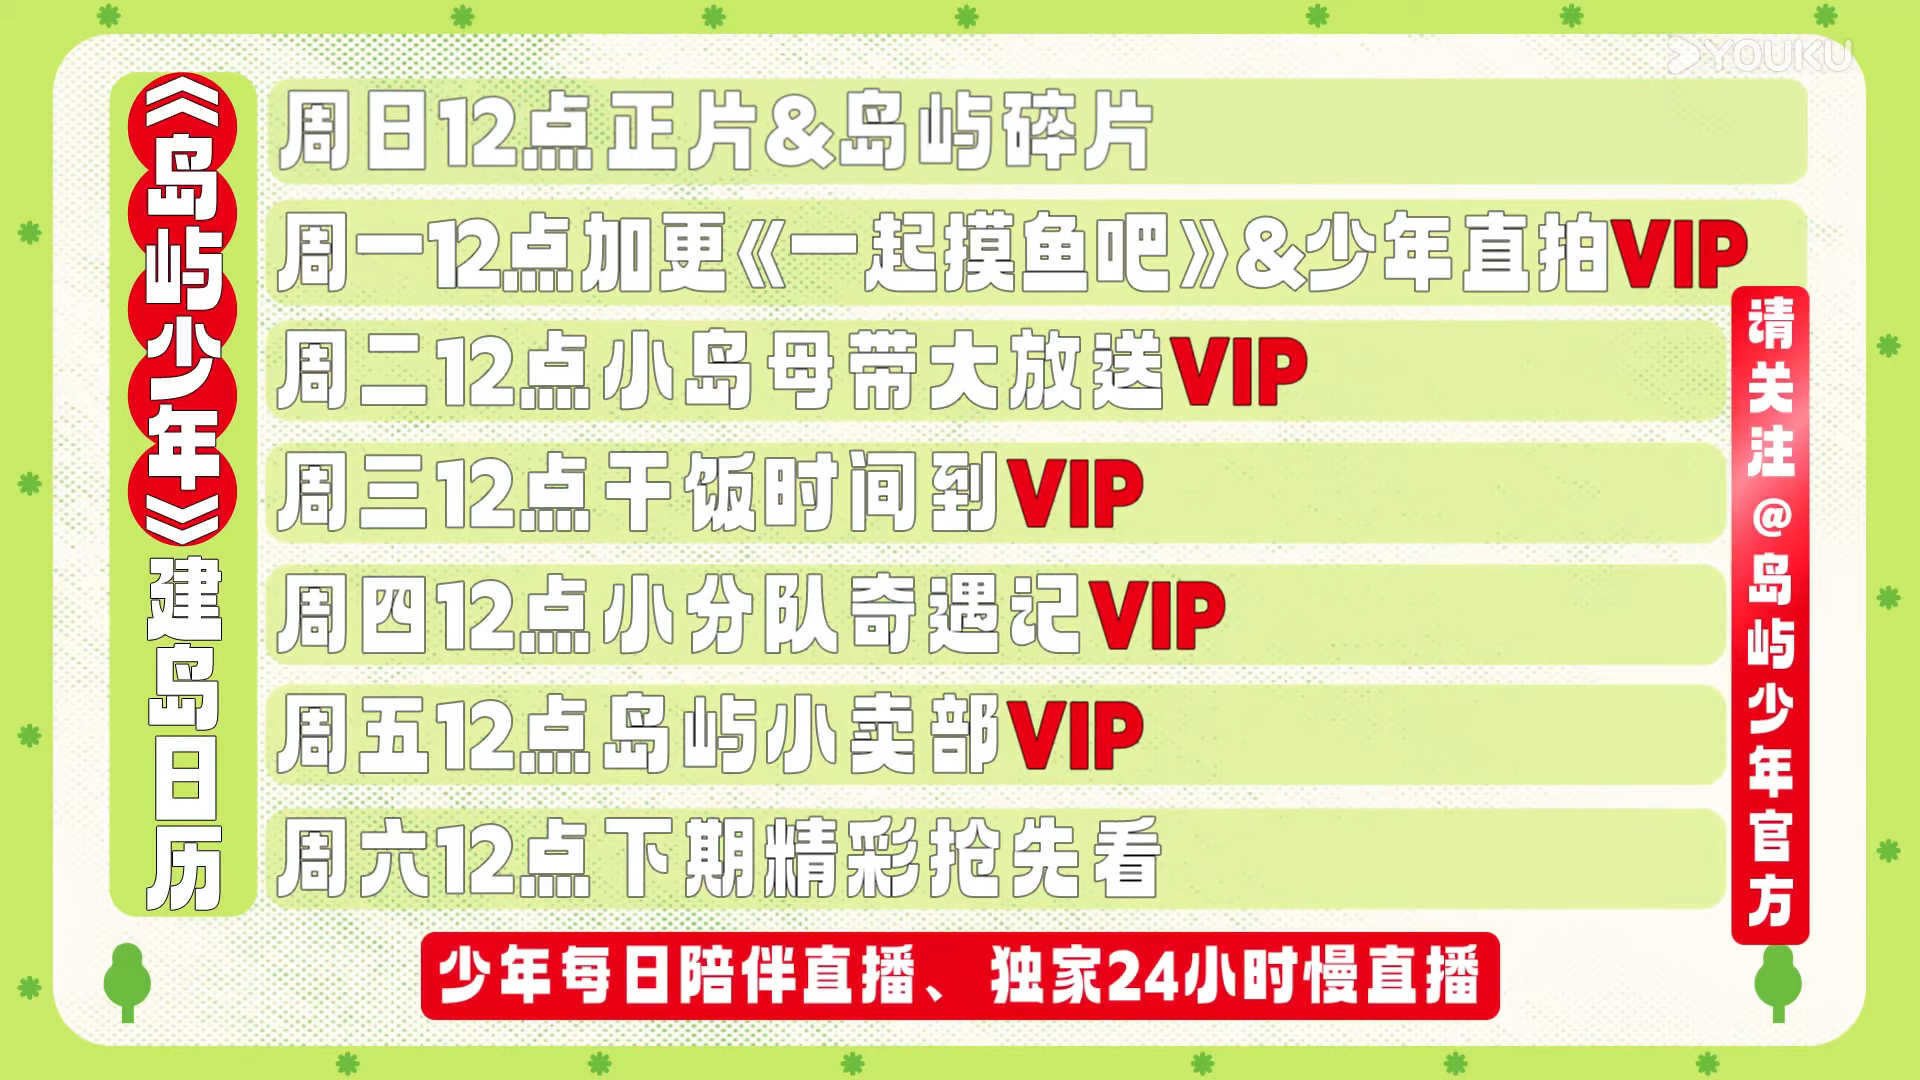 YOUKU
《岛屿少年》建岛日历
周日12点正片&岛屿碎片
周一12点加更《一起摸鱼吧》&少年直拍VIP
周二12点小岛母带大放送VIP
周三12点干饭时间到VIP
周四12点小分队奇遇记VIP
周五12点岛屿小卖部VIP
周六12点下期精彩抢先看
请关注@岛屿少年官方
少年每日陪伴直播、独家24小时慢直播